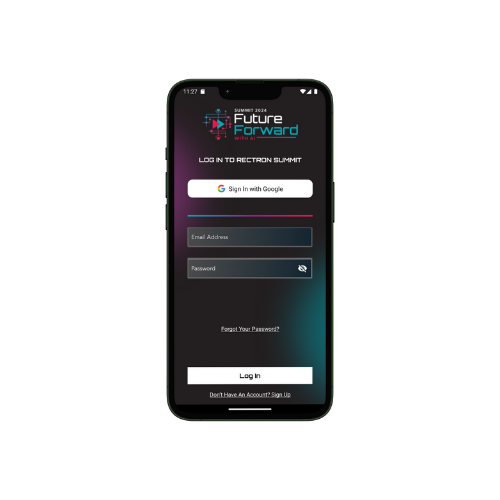 11:27
SUMMIT 2024
Future
Forward
WITH AI
LOG IN TO RECTRON SUMMIT
Sign In with Google
Email Address
Password
Forgot Your Password?
Log In
Don't Have An Account? Sign Up